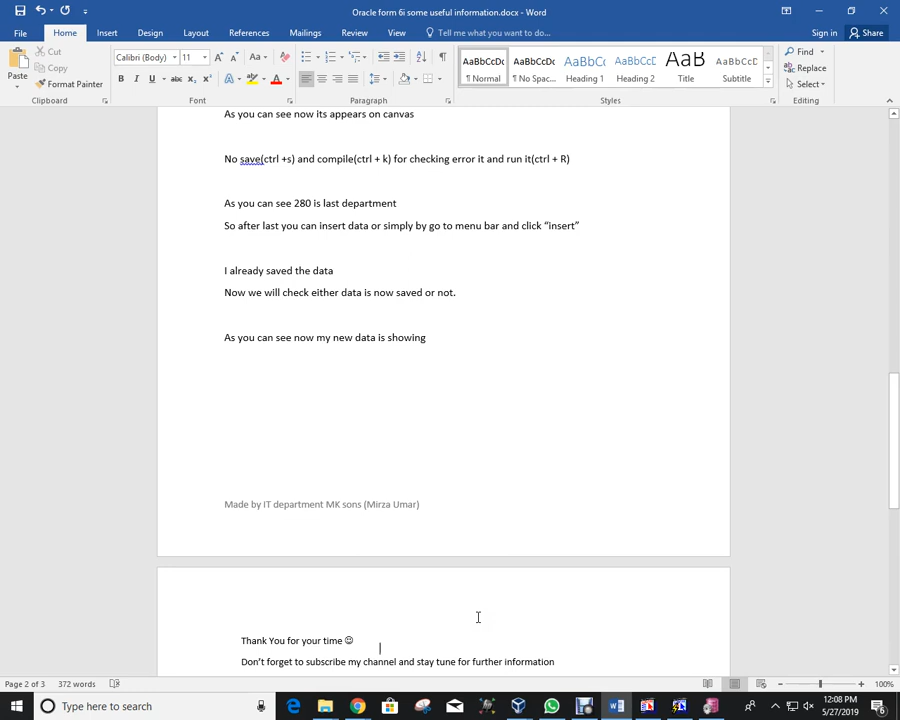 Oracle form 6i some useful information.docx - Word
File Home Insert Design Layout References Mailings Review View Tell me what you want to do... Sign in Share
Paste Cut Copy Format Painter
Calibri (Body) 11
Clipboard Font Paragraph Styles Editing
AaBbCcDc AaBbCcDc AaBbCc AaBbCcD AaB AaBbCcD
¶ Normal ¶ No Spac... Heading 1 Heading 2 Title Subtitle
Find Replace Select
As you can see now its appears on canvas
No save(ctrl +s) and compile(ctrl + k) for checking error it and run it(ctrl + R)
As you can see 280 is last department
So after last you can insert data or simply by go to menu bar and click “insert”
I already saved the data
Now we will check either data is now saved or not.
As you can see now my new data is showing
Made by IT department MK sons (Mirza Umar)
Thank You for your time ☺
Don’t forget to subscribe my channel and stay tune for further information
Page 2 of 3 372 words 100%
Type here to search
12:08 PM
5/27/2019
6